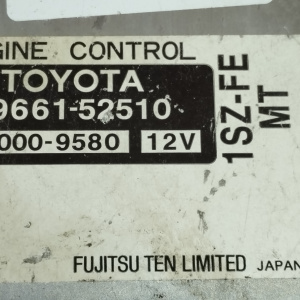 GINE CONTROL
TOYOTA
9661-52510
000-9580 12V
1SZ-FE
MT
FUJITSU TEN LIMITED JAPAN